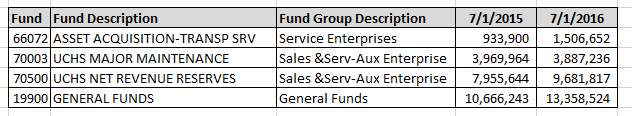 Fund Fund Description Fund Group Description 7/1/2015 7/1/2016
66072 ASSET ACQUISITION-TRANSP SRV Service Enterprises 933,900 1,506,652
70003 UCHS MAJOR MAINTENANCE Sales &Serv-Aux Enterprise 3,969,964 3,887,236
70500 UCHS NET REVENUE RESERVES Sales &Serv-Aux Enterprise 7,955,644 9,681,817
19900 GENERAL FUNDS General Funds 10,666,243 13,358,524